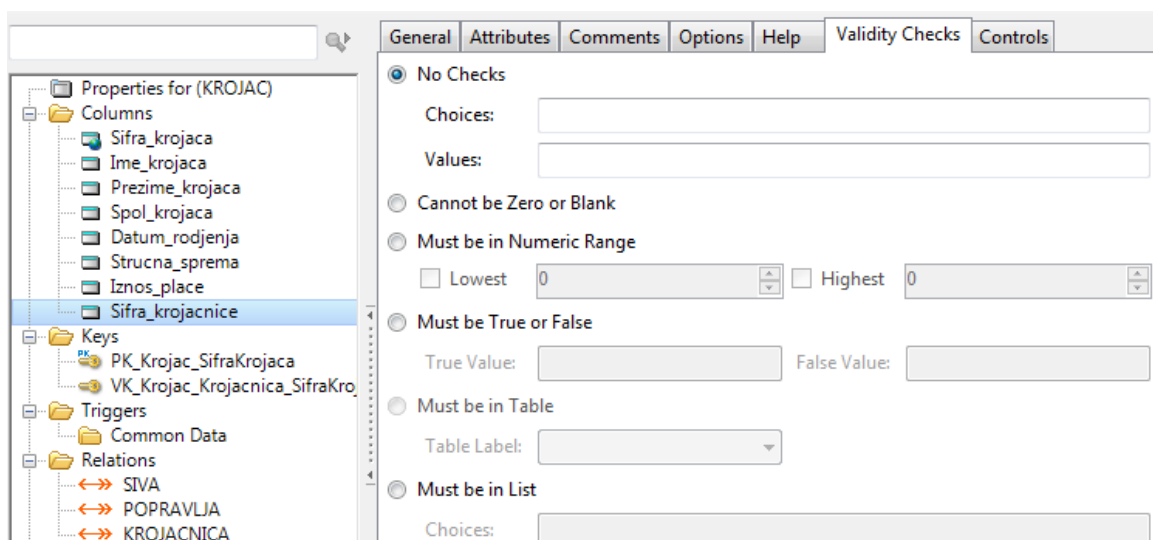 General Attributes Comments Options Help Validity Checks Controls
Properties for (KROJAC)
Columns
Sifra_krojaca
Ime_krojaca
Prezime_krojaca
Spol_krojaca
Datum_rodjenja
Strucna_sprema
Iznos_place
Sifra_krojacnice
Keys
PK_Krojac_SifraKrojaca
VK_Krojac_Krojacnica_SifraKroj
Triggers
Common Data
Relations
SIVA
POPRAVLJA
KROJACNICA
No Checks
Choices:
Values:
Cannot be Zero or Blank
Must be in Numeric Range
Lowest 0 Highest 0
Must be True or False
True Value: False Value:
Must be in Table
Table Label:
Must be in List
Choices: